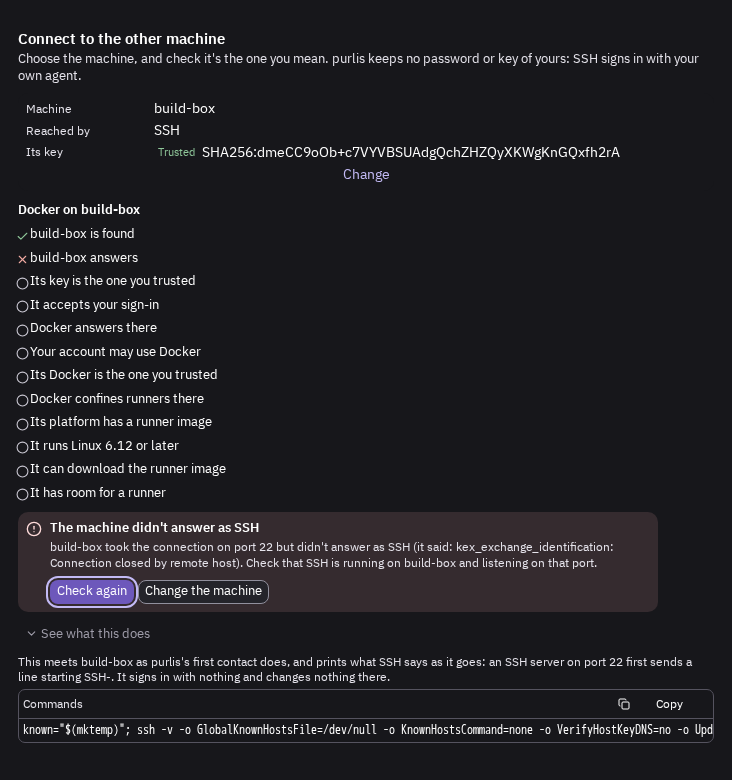 Connect to the other machine
Choose the machine, and check it's the one you mean. purlis keeps no password or key of yours: SSH signs in with your
own agent.
Machine build-box
Reached by SSH
Its key Trusted SHA256:dmeCC9oOb+c7VYVBSUAdgQchZHZQyXKWgKnGQxfh2rA
Change
Docker on build-box
build-box is found
build-box answers
Its key is the one you trusted
It accepts your sign-in
Docker answers there
Your account may use Docker
Its Docker is the one you trusted
Docker confines runners there
Its platform has a runner image
It runs Linux 6.12 or later
It can download the runner image
It has room for a runner
The machine didn't answer as SSH
build-box took the connection on port 22 but didn't answer as SSH (it said: kex_exchange_identification:
Connection closed by remote host). Check that SSH is running on build-box and listening on that port.
Check again Change the machine
See what this does
This meets build-box as purlis's first contact does, and prints what SSH says as it goes: an SSH server on port 22 first sends a
line starting SSH-. It signs in with nothing and changes nothing there.
Commands Copy
known="$(mktemp)"; ssh -v -o GlobalKnownHostsFile=/dev/null -o KnownHostsCommand=none -o VerifyHostKeyDNS=no -o Upd